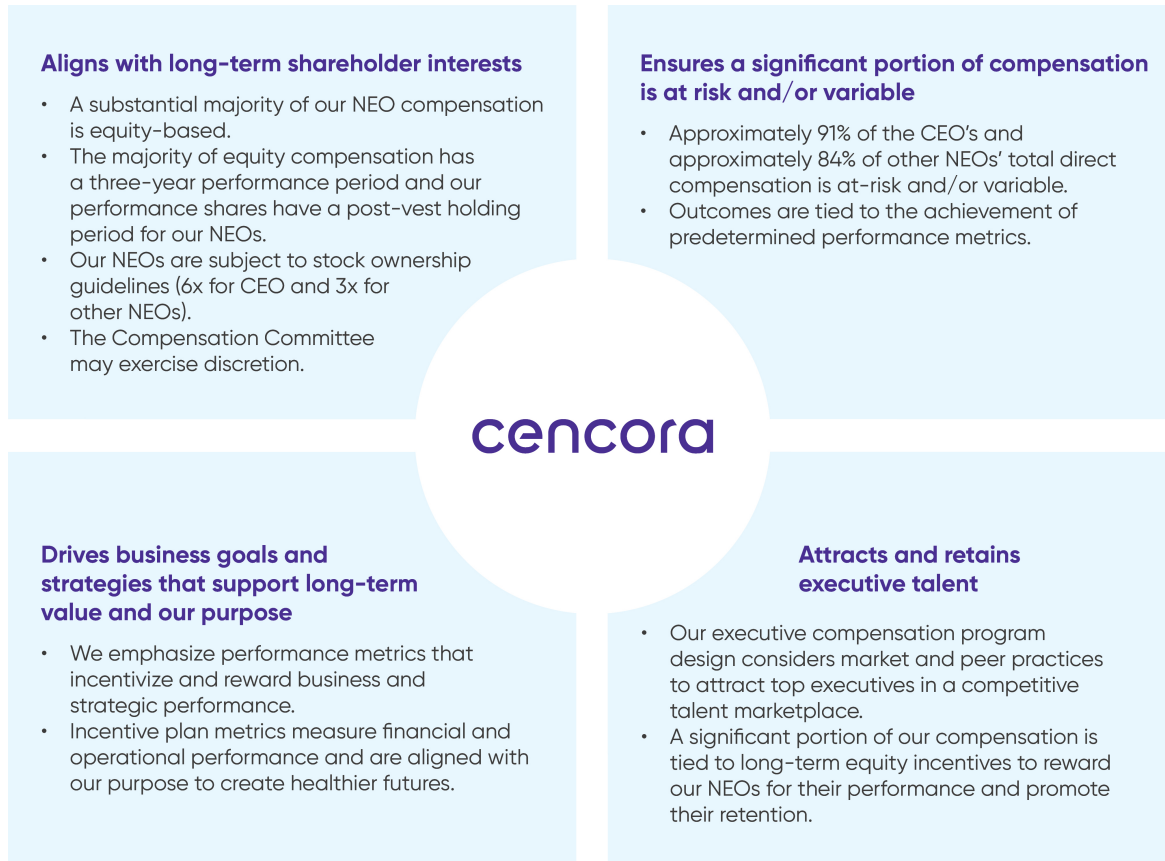 Aligns with long-term shareholder interests
• A substantial majority of our NEO compensation
is equity-based.
• The majority of equity compensation has
a three-year performance period and our
performance shares have a post-vest holding
period for our NEOs.
• Our NEOs are subject to stock ownership
guidelines (6x for CEO and 3x for
other NEOs).
• The Compensation Committee
may exercise discretion.
Ensures a significant portion of compensation
is at risk and/or variable
• Approximately 91% of the CEO’s and
approximately 84% of other NEOs’ total direct
compensation is at-risk and/or variable.
• Outcomes are tied to the achievement of
predetermined performance metrics.
cencora
Drives business goals and
strategies that support long-term
value and our purpose
• We emphasize performance metrics that
incentivize and reward business and
strategic performance.
• Incentive plan metrics measure financial and
operational performance and are aligned with
our purpose to create healthier futures.
Attracts and retains
executive talent
• Our executive compensation program
design considers market and peer practices
to attract top executives in a competitive
talent marketplace.
• A significant portion of our compensation is
tied to long-term equity incentives to reward
our NEOs for their performance and promote
their retention.